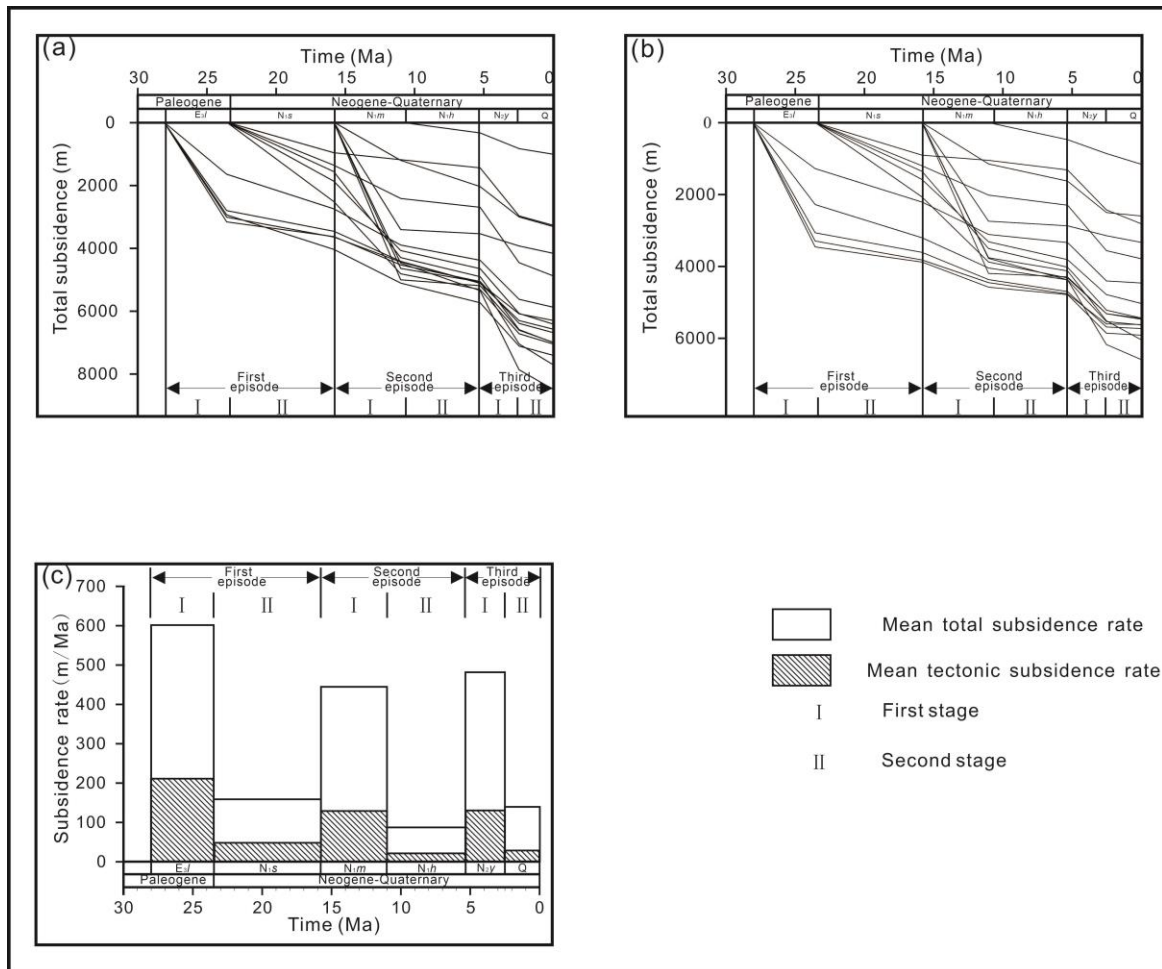 (a)
Time (Ma)
30 25 20 15 10 5 0
Paleogene Neogene-Quaternary
E₃l N₁s N₁m N₁h N₂y Q
Total subsidence (m)
0
2000
4000
6000
8000
First episode Second episode Third episode
I II I II I II
(b)
Time (Ma)
30 25 20 15 10 5 0
Paleogene Neogene-Quaternary
E₃l N₁s N₁m N₁h N₂y Q
Total subsidence (m)
0
2000
4000
6000
First episode Second episode Third episode
I II I II I II
(c)
First episode Second episode Third episode
I II I II I II
Subsidence rate (m/Ma)
700
600
500
400
300
200
100
0
E₃l N₁s N₁m N₁h N₂y Q
Paleogene Neogene-Quaternary
30 25 20 15 10 5 0
Time (Ma)
Mean total subsidence rate
Mean tectonic subsidence rate
I First stage
II Second stage